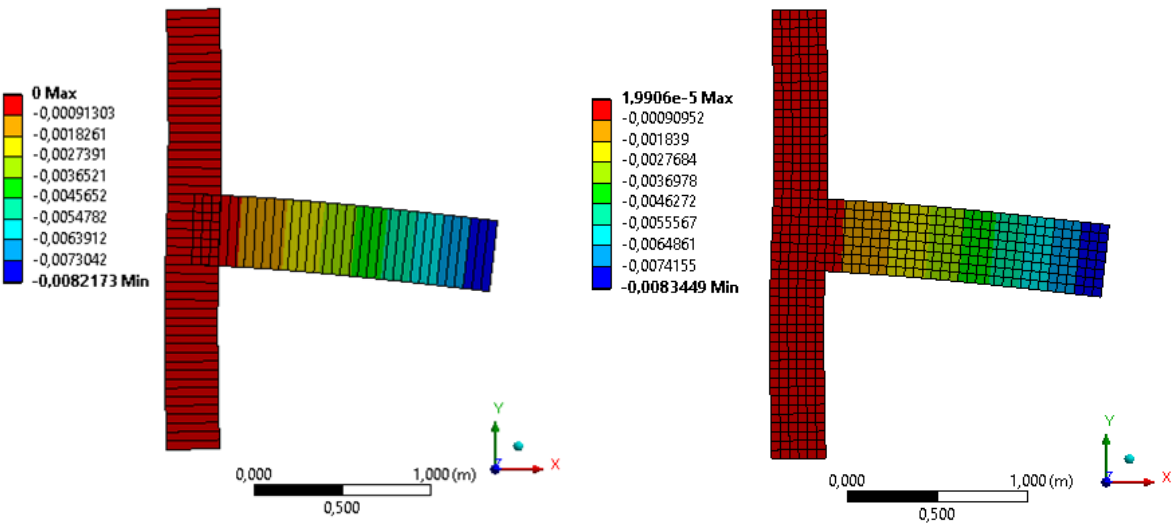 0 Max
-0,00091303
-0,0018261
-0,0027391
-0,0036521
-0,0045652
-0,0054782
-0,0063912
-0,0073042
-0,0082173 Min
Y
X
Z
0,000
1,000 (m)
0,500
1,9906e-5 Max
-0,00090952
-0,001839
-0,0027684
-0,0036978
-0,0046272
-0,0055567
-0,0064861
-0,0074155
-0,0083449 Min
Y
X
Z
0,000
1,000 (m)
0,500